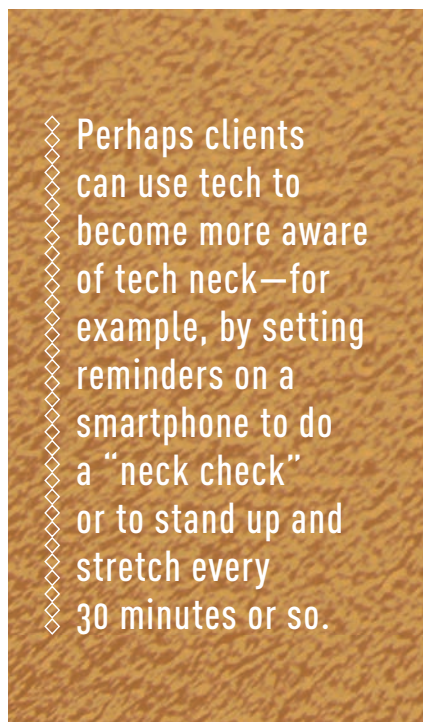 Perhaps clients
can use tech to
become more aware
of tech neck—for
example, by setting
reminders on a
smartphone to do
a “neck check”
or to stand up and
stretch every
30 minutes or so.